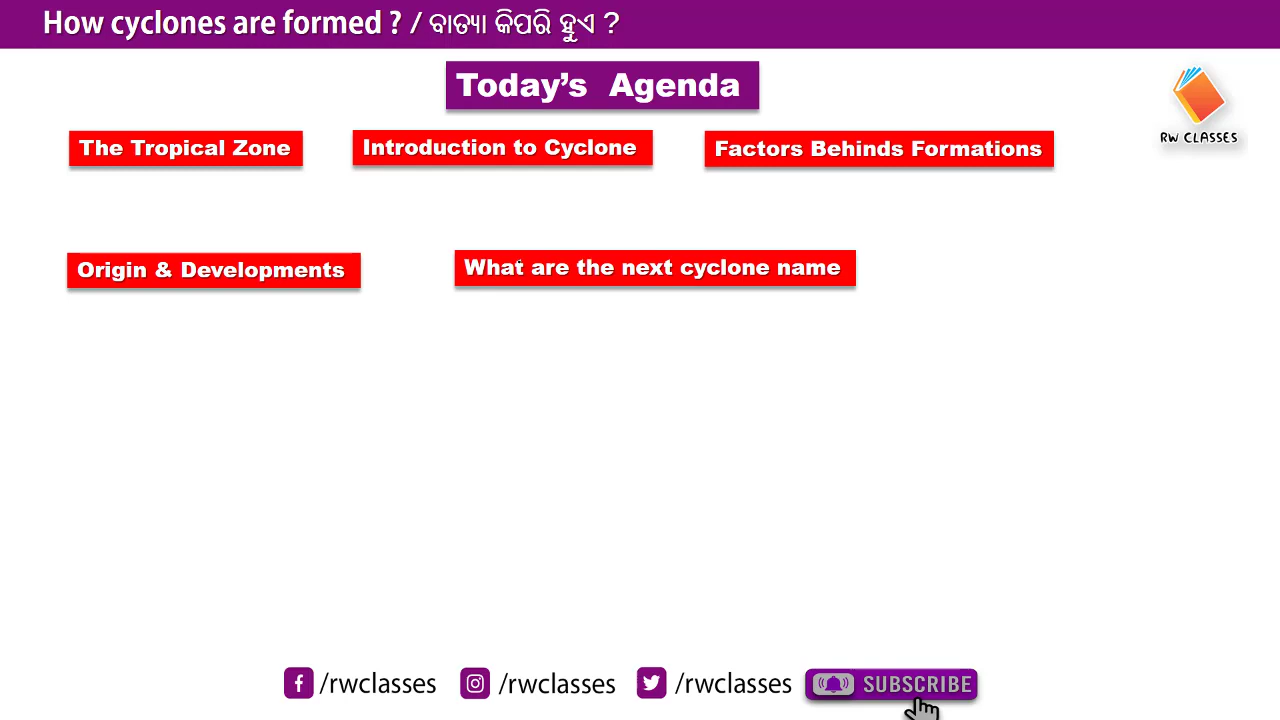 How cyclones are formed ? / ବାତ୍ୟା କିପରି ହୁଏ ?
Today's Agenda
The Tropical Zone
Introduction to Cyclone
Factors Behinds Formations
RW CLASSES
Origin & Developments
What are the next cyclone name
/rwclasses
/rwclasses
/rwclasses
SUBSCRIBE